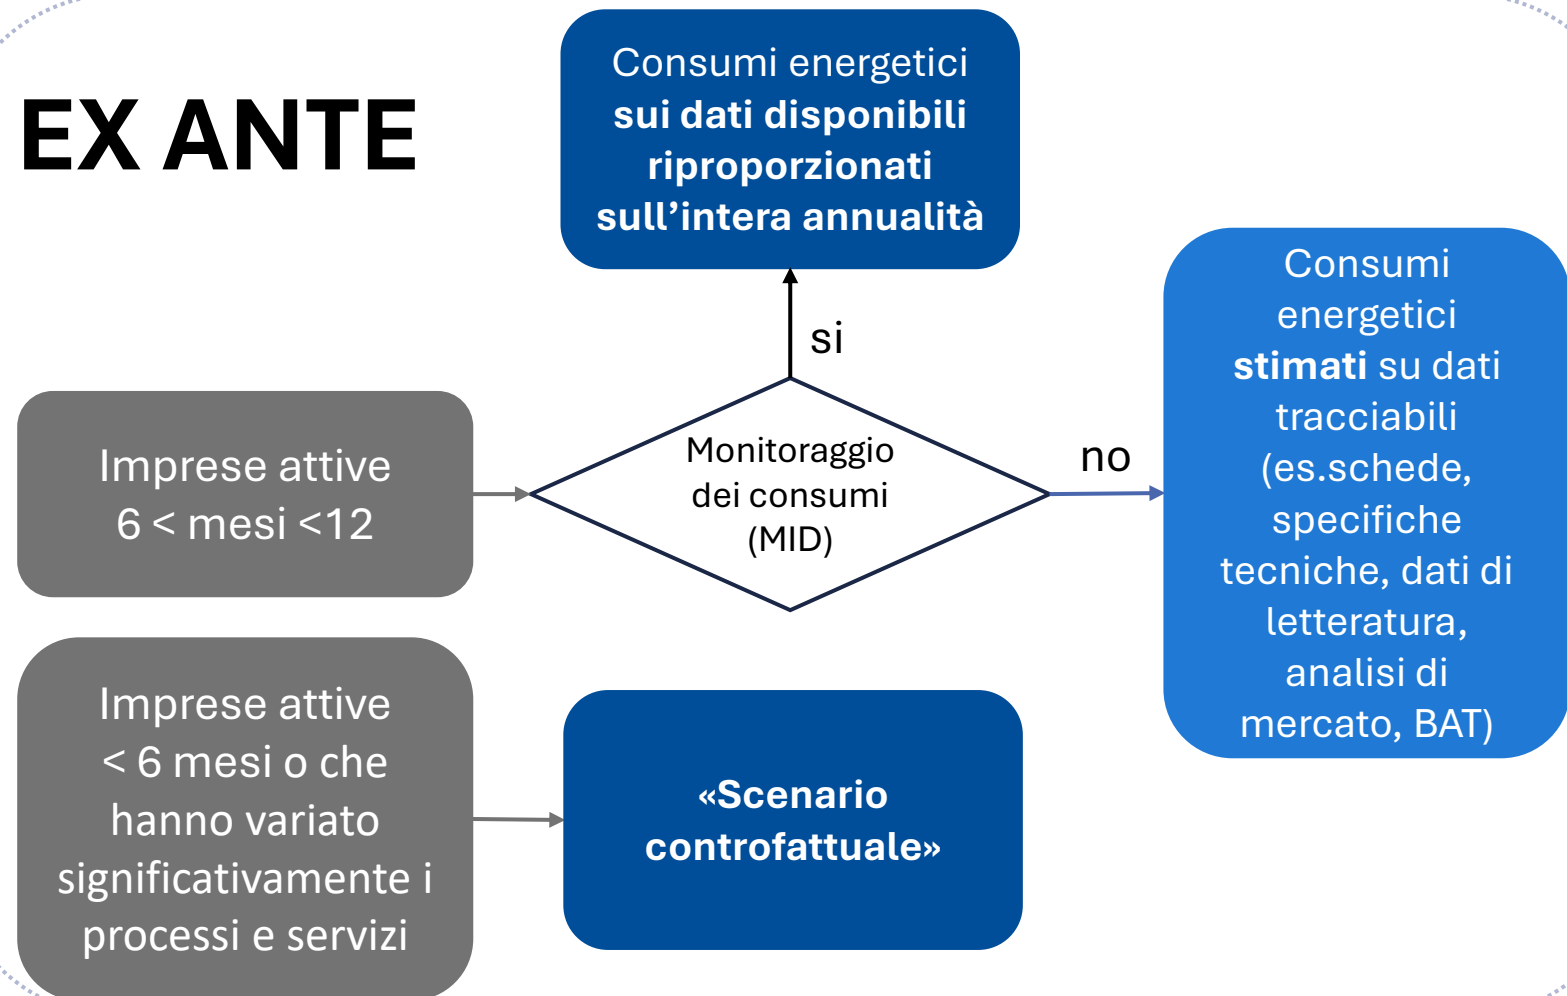 EX ANTE
Consumi energetici
sui dati disponibili
riproporzionati
sull’intera annualità
si
Imprese attive
6 < mesi <12
Monitoraggio
dei consumi
(MID)
no
Consumi
energetici
stimati su dati
tracciabili
(es.schede,
specifiche
tecniche, dati di
letteratura,
analisi di
mercato, BAT)
Imprese attive
< 6 mesi o che
hanno variato
significativamente i
processi e servizi
«Scenario
controfattuale»